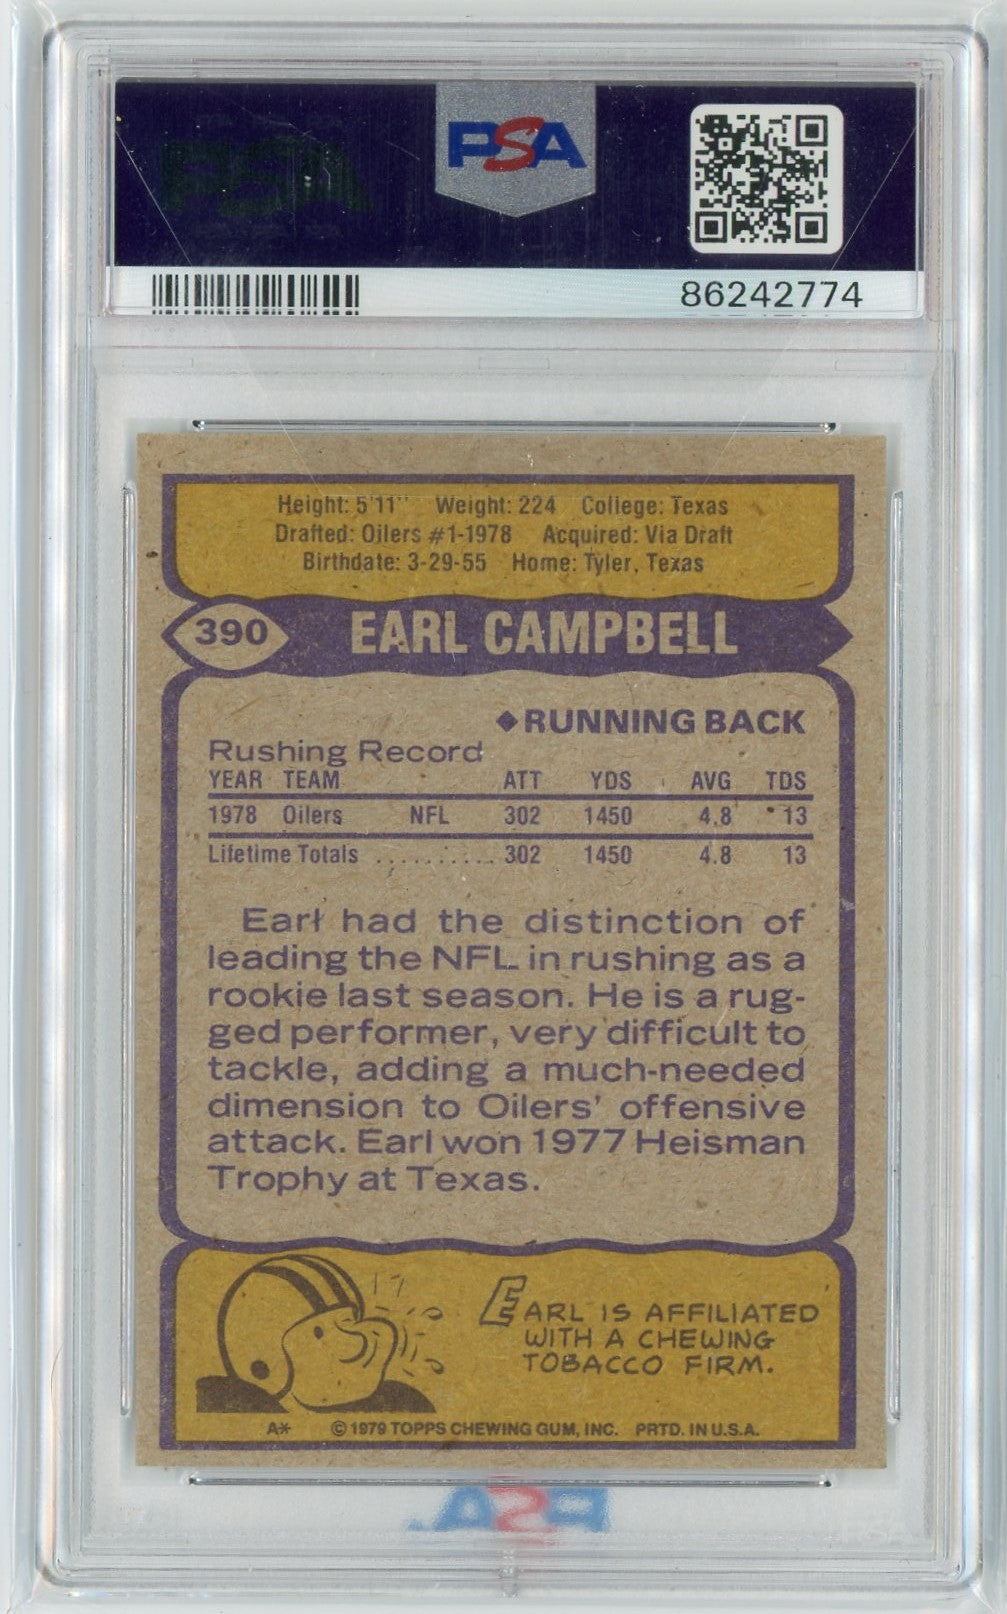 PSA
86242774
Height: 5'11" Weight: 224 College: Texas
Drafted: Oilers #1-1978 Acquired: Via Draft
Birthdate: 3-29-55 Home: Tyler, Texas
390 EARL CAMPBELL
◆RUNNING BACK
Rushing Record
YEAR TEAM ATT YDS AVG TDS
1978 Oilers NFL 302 1450 4.8 13
Lifetime Totals ........... 302 1450 4.8 13
Earl had the distinction of
leading the NFL in rushing as a
rookie last season. He is a rug-
ged performer, very difficult to
tackle, adding a much-needed
dimension to Oilers' offensive
attack. Earl won 1977 Heisman
Trophy at Texas.
EARL IS AFFILIATED
WITH A CHEWING
TOBACCO FIRM.
A* © 1979 TOPPS CHEWING GUM, INC. PRTD. IN U.S.A.
PSA